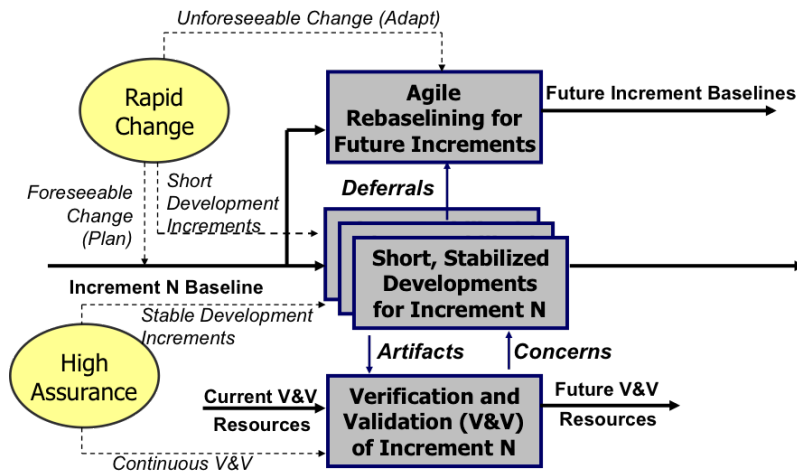 Unforeseeable Change (Adapt)
Rapid
Change
Agile
Rebaselining for
Future Increments
Future Increment Baselines
Foreseeable
Change
(Plan)
Short
Development
Increments
Deferrals
Increment N Baseline
Short, Stabilized
Developments
for Increment N
Stable Development
Increments
High
Assurance
Artifacts
Concerns
Current V&V
Resources
Verification and
Validation (V&V)
of Increment N
Future V&V
Resources
Continuous V&V